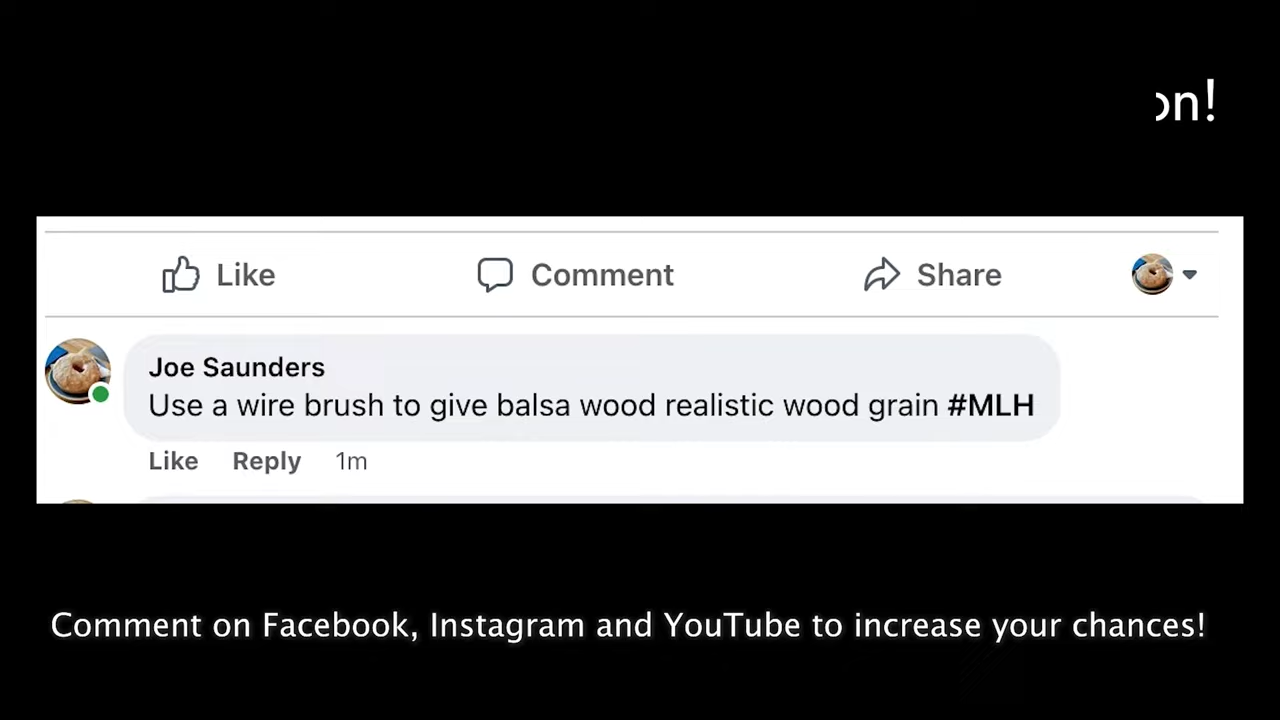 on!
Like Comment Share
Joe Saunders
Use a wire brush to give balsa wood realistic wood grain #MLH
Like Reply 1m
Comment on Facebook, Instagram and YouTube to increase your chances!